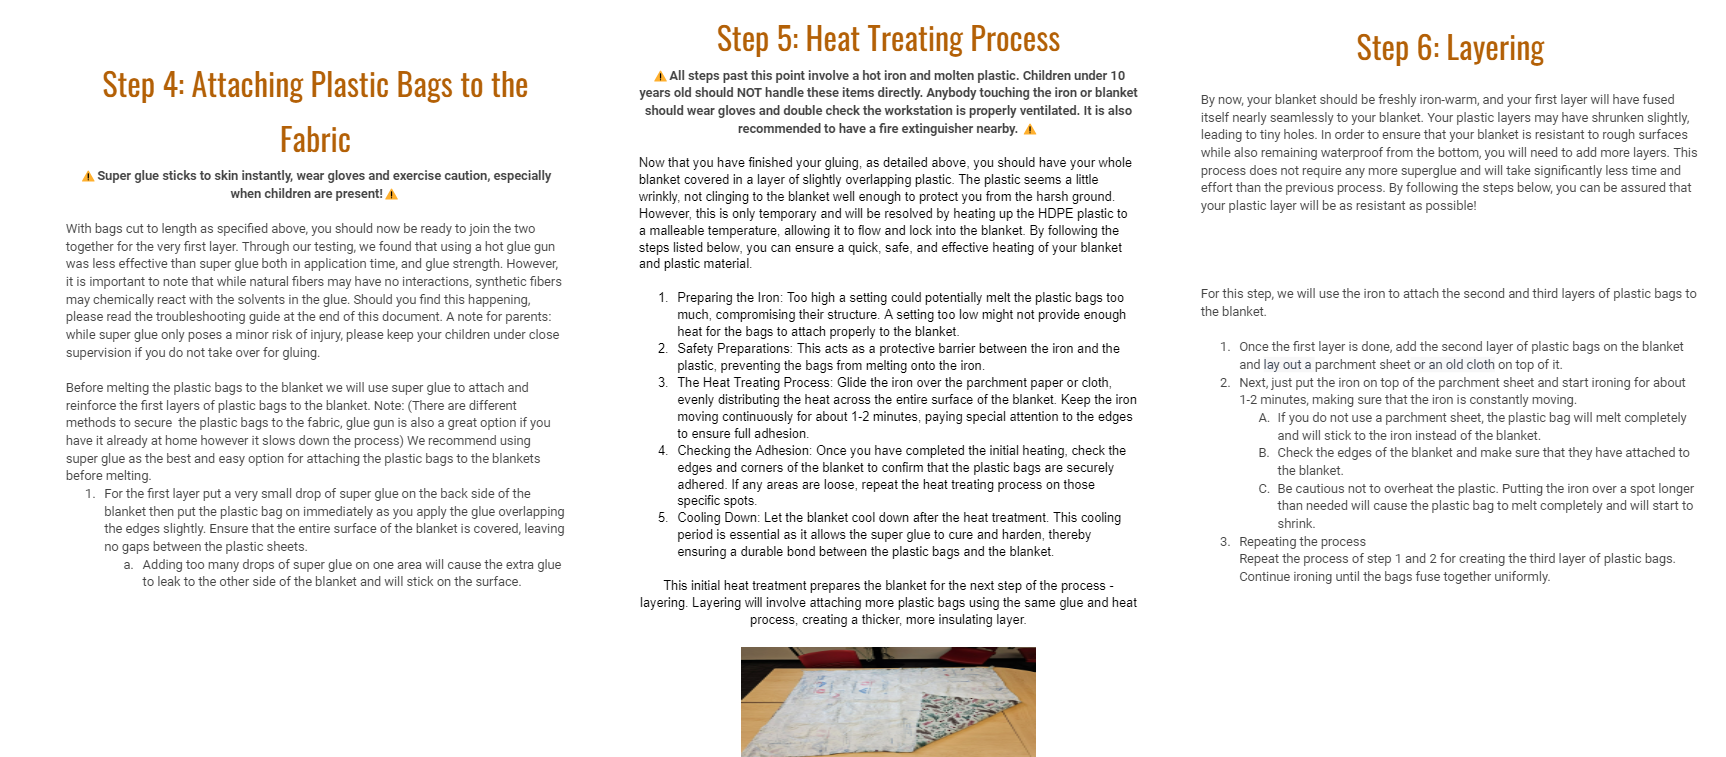 Step 4: Attaching Plastic Bags to the
Fabric
⚠️Super glue sticks to skin instantly, wear gloves and exercise caution, especially
when children are present!⚠️
With bags cut to length as specified above, you should now be ready to join the two
together for the very first layer. Through our testing, we found that using a hot glue gun
was less effective than super glue both in application time, and glue strength. However,
it is important to note that while natural fibers may have no interactions, synthetic fibers
may chemically react with the solvents in the glue. Should you find this happening,
please read the troubleshooting guide at the end of this document. A note for parents:
while super glue only poses a minor risk of injury, please keep your children under close
supervision if you do not take over for gluing.
Before melting the plastic bags to the blanket we will use super glue to attach and
reinforce the first layers of plastic bags to the blanket. Note: (There are different
methods to secure  the plastic bags to the fabric, glue gun is also a great option if you
have it already at home however it slows down the process) We recommend using
super glue as the best and easy option for attaching the plastic bags to the blankets
before melting.
1. For the first layer put a very small drop of super glue on the back side of the
blanket then put the plastic bag on immediately as you apply the glue overlapping
the edges slightly. Ensure that the entire surface of the blanket is covered, leaving
no gaps between the plastic sheets.
a. Adding too many drops of super glue on one area will cause the extra glue
to leak to the other side of the blanket and will stick on the surface.
Step 5: Heat Treating Process
⚠️All steps past this point involve a hot iron and molten plastic. Children under 10
years old should NOT handle these items directly. Anybody touching the iron or blanket
should wear gloves and double check the workstation is properly ventilated. It is also
recommended to have a fire extinguisher nearby. ⚠️
Now that you have finished your gluing, as detailed above, you should have your whole
blanket covered in a layer of slightly overlapping plastic. The plastic seems a little
wrinkly, not clinging to the blanket well enough to protect you from the harsh ground.
However, this is only temporary and will be resolved by heating up the HDPE plastic to
a malleable temperature, allowing it to flow and lock into the blanket. By following the
steps listed below, you can ensure a quick, safe, and effective heating of your blanket
and plastic material.
1. Preparing the Iron: Too high a setting could potentially melt the plastic bags too
much, compromising their structure. A setting too low might not provide enough
heat for the bags to attach properly to the blanket.
2. Safety Preparations: This acts as a protective barrier between the iron and the
plastic, preventing the bags from melting onto the iron.
3. The Heat Treating Process: Glide the iron over the parchment paper or cloth,
evenly distributing the heat across the entire surface of the blanket. Keep the iron
moving continuously for about 1-2 minutes, paying special attention to the edges
to ensure full adhesion.
4. Checking the Adhesion: Once you have completed the initial heating, check the
edges and corners of the blanket to confirm that the plastic bags are securely
adhered. If any areas are loose, repeat the heat treating process on those
specific spots.
5. Cooling Down: Let the blanket cool down after the heat treatment. This cooling
period is essential as it allows the super glue to cure and harden, thereby
ensuring a durable bond between the plastic bags and the blanket.
This initial heat treatment prepares the blanket for the next step of the process -
layering. Layering will involve attaching more plastic bags using the same glue and heat
process, creating a thicker, more insulating layer.
Step 6: Layering
By now, your blanket should be freshly iron-warm, and your first layer will have fused
itself nearly seamlessly to your blanket. Your plastic layers may have shrunken slightly,
leading to tiny holes. In order to ensure that your blanket is resistant to rough surfaces
while also remaining waterproof from the bottom, you will need to add more layers. This
process does not require any more superglue and will take significantly less time and
effort than the previous process. By following the steps below, you can be assured that
your plastic layer will be as resistant as possible!
For this step, we will use the iron to attach the second and third layers of plastic bags to
the blanket.
1. Once the first layer is done, add the second layer of plastic bags on the blanket
and lay out a parchment sheet or an old cloth on top of it.
2. Next, just put the iron on top of the parchment sheet and start ironing for about
1-2 minutes, making sure that the iron is constantly moving.
A. If you do not use a parchment sheet, the plastic bag will melt completely
and will stick to the iron instead of the blanket.
B. Check the edges of the blanket and make sure that they have attached to
the blanket.
C. Be cautious not to overheat the plastic. Putting the iron over a spot longer
than needed will cause the plastic bag to melt completely and will start to
shrink.
3. Repeating the process
Repeat the process of step 1 and 2 for creating the third layer of plastic bags.
Continue ironing until the bags fuse together uniformly.